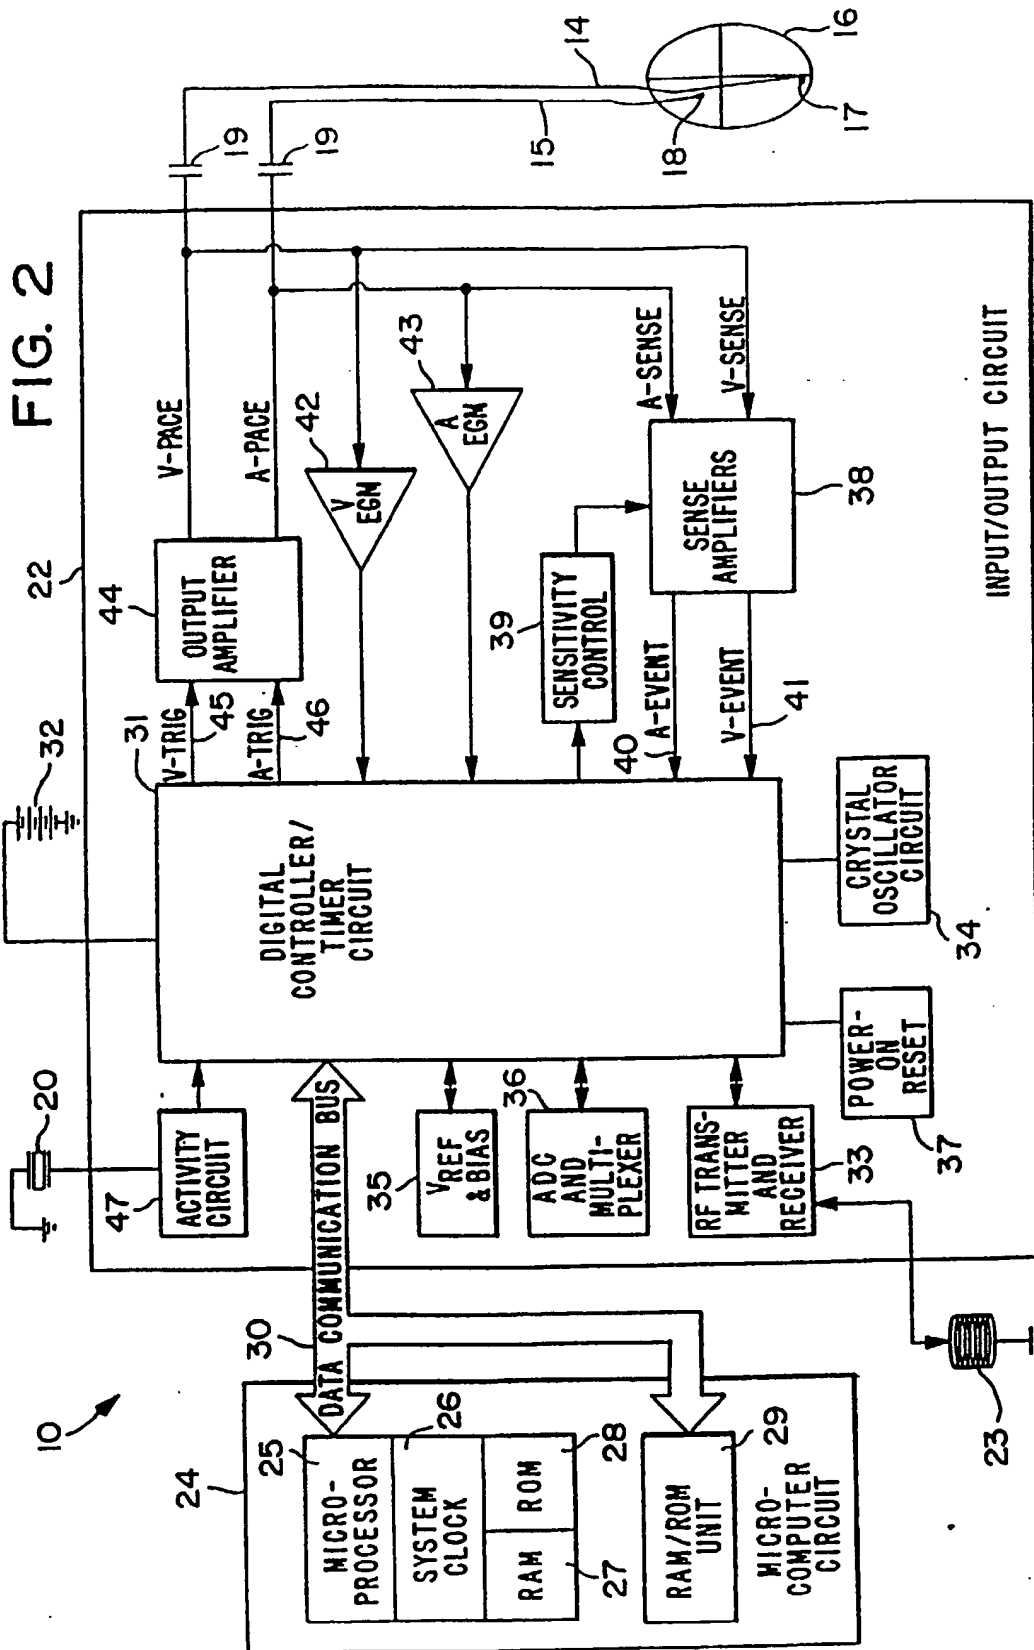 FIG. 2
10
24
25
MICRO-
PROCESSOR
26
SYSTEM
CLOCK
RAM
ROM
27
28
RAM/ROM
UNIT
29
MICRO-
COMPUTER
CIRCUIT
30
DATA COMMUNICATION BUS
23
20
47
ACTIVITY
CIRCUIT
35
VREF
& BIAS
36
ADC
AND
MULTI-
PLEXER
RF TRANS-
MITTER
AND
RECEIVER
33
POWER-
ON
RESET
37
32
31
DIGITAL
CONTROLLER/
TIMER
CIRCUIT
CRYSTAL
OSCILLATOR
CIRCUIT
34
22
V-TRIG
45
A-TRIG
46
44
OUTPUT
AMPLIFIER
V-PACE
A-PACE
42
V
EGM
43
A
EGM
39
SENSITIVITY
CONTROL
40
A-EVENT
V-EVENT
41
SENSE
AMPLIFIERS
38
A-SENSE
V-SENSE
INPUT/OUTPUT CIRCUIT
19
19
14
15
16
17
18